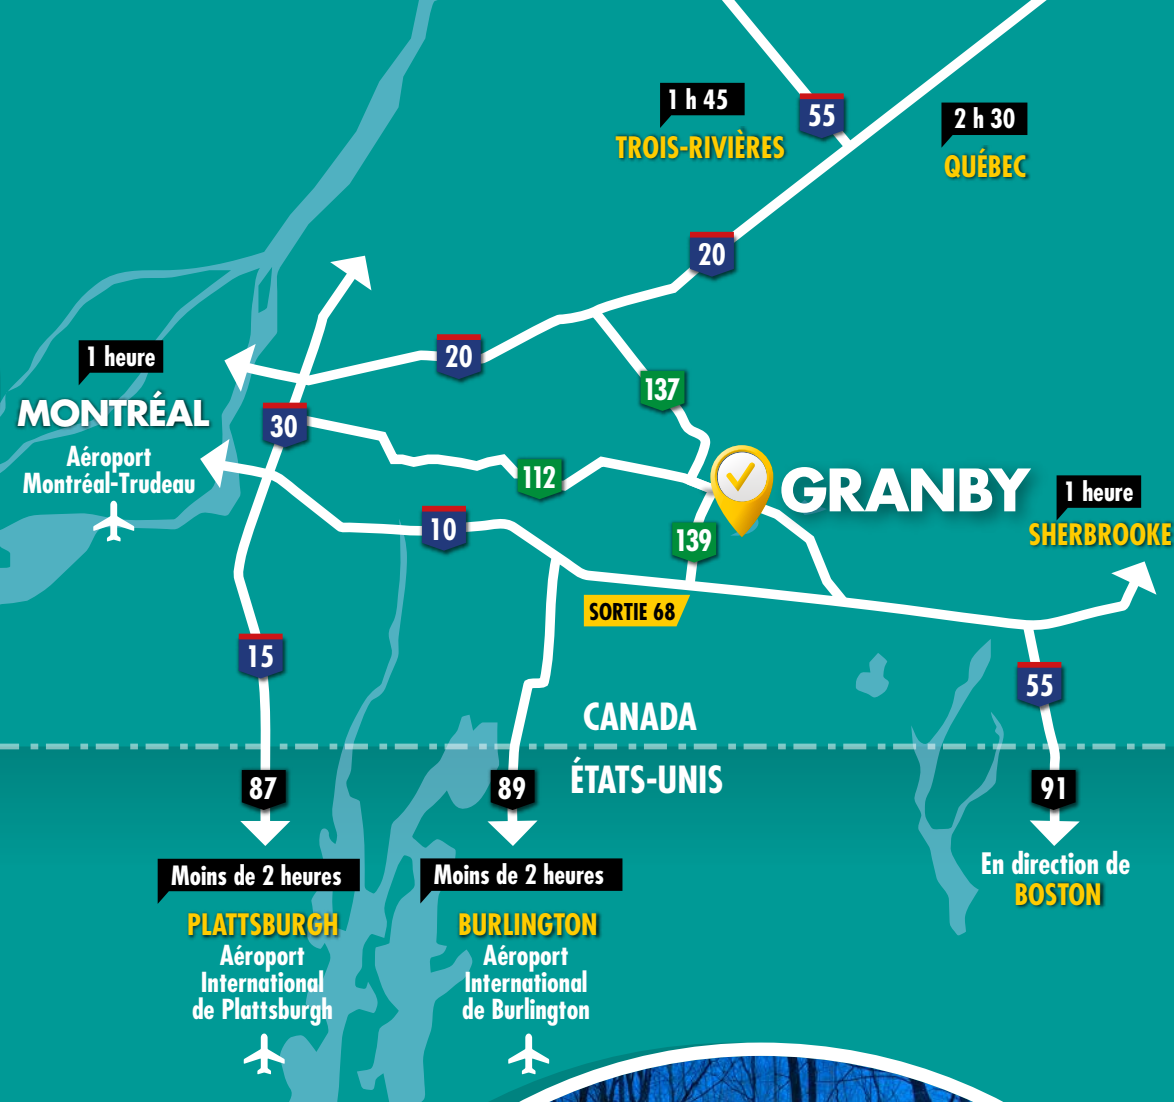 1 h 45
TROIS-RIVIÈRES
55
2 h 30
QUÉBEC
20
20
1 heure
MONTRÉAL
Aéroport
Montréal-Trudeau
30
137
112
10
139
GRANBY
1 heure
SHERBROOKE
SORTIE 68
15
55
CANADA
ÉTATS-UNIS
87
89
91
Moins de 2 heures
PLATTSBURGH
Aéroport
International
de Plattsburgh
Moins de 2 heures
BURLINGTON
Aéroport
International
de Burlington
En direction de
BOSTON